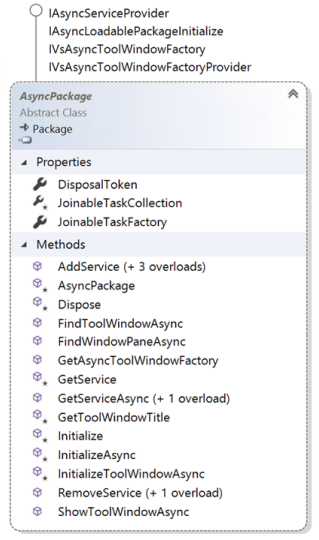 IAsyncServiceProvider
IAsyncLoadablePackageInitialize
IVsAsyncToolWindowFactory
IVsAsyncToolWindowFactoryProvider
AsyncPackage
Abstract Class
Package
Properties
DisposalToken
JoinableTaskCollection
JoinableTaskFactory
Methods
AddService (+ 3 overloads)
AsyncPackage
Dispose
FindToolWindowAsync
FindWindowPaneAsync
GetAsyncToolWindowFactory
GetService
GetServiceAsync (+ 1 overload)
GetToolWindowTitle
Initialize
InitializeAsync
InitializeToolWindowAsync
RemoveService (+ 1 overload)
ShowToolWindowAsync